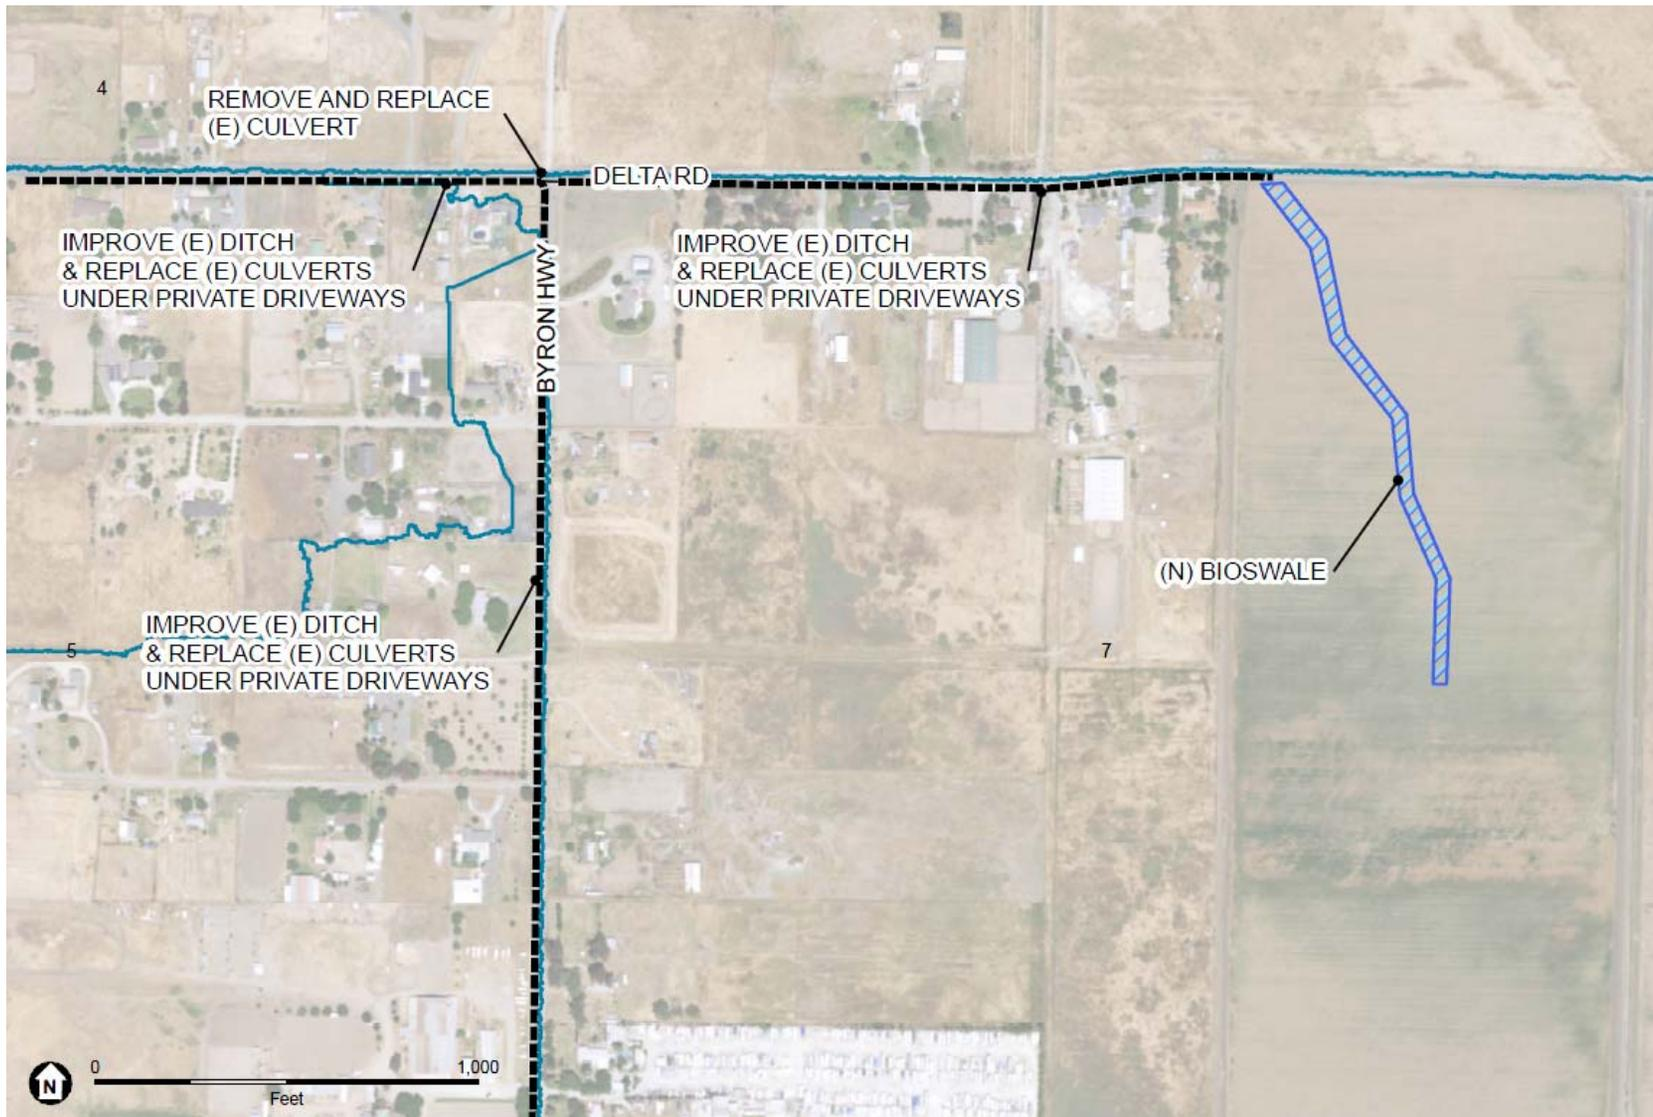 4
REMOVE AND REPLACE
(E) CULVERT
DELTA RD
IMPROVE (E) DITCH
& REPLACE (E) CULVERTS
UNDER PRIVATE DRIVEWAYS
BYRON HWY
IMPROVE (E) DITCH
& REPLACE (E) CULVERTS
UNDER PRIVATE DRIVEWAYS
(N) BIOSWALE
IMPROVE (E) DITCH
& REPLACE (E) CULVERTS
UNDER PRIVATE DRIVEWAYS
5
7
N
0 1,000
Feet